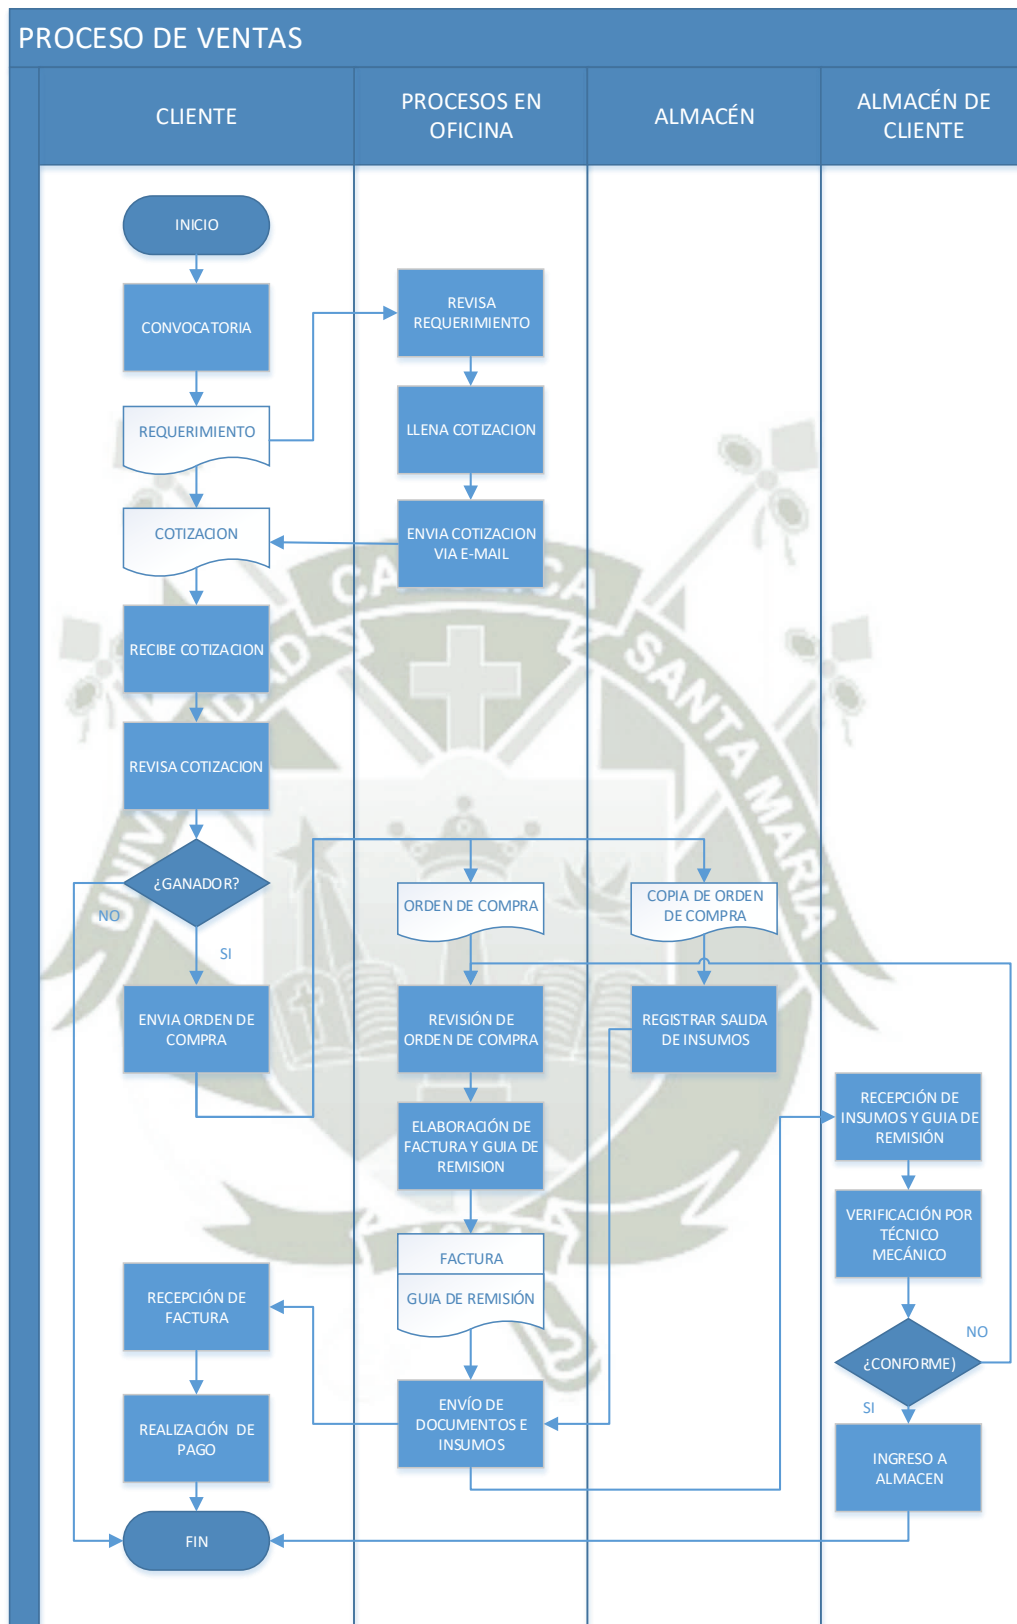 PROCESO DE VENTAS
CLIENTE
PROCESOS EN
OFICINA
ALMACÉN
ALMACÉN DE
CLIENTE
INICIO
CONVOCATORIA
REQUERIMIENTO
COTIZACION
RECIBE COTIZACION
REVISA COTIZACION
¿GANADOR?
NO
SI
ENVIA ORDEN DE
COMPRA
RECEPCIÓN DE
FACTURA
REALIZACIÓN DE
PAGO
FIN
REVISA
REQUERIMIENTO
LLENA COTIZACION
ENVIA COTIZACION
VIA E-MAIL
ORDEN DE COMPRA
REVISIÓN DE
ORDEN DE COMPRA
ELABORACIÓN DE
FACTURA Y GUIA DE
REMISION
FACTURA
GUIA DE REMISIÓN
ENVÍO DE
DOCUMENTOS E
INSUMOS
COPIA DE ORDEN
DE COMPRA
REGISTRAR SALIDA
DE INSUMOS
RECEPCIÓN DE
INSUMOS Y GUIA DE
REMISIÓN
VERIFICACIÓN POR
TÉCNICO
MECÁNICO
¿CONFORME)
NO
SI
INGRESO A
ALMACEN
UNIVERSIDAD CATOLICA SANTA MARIA